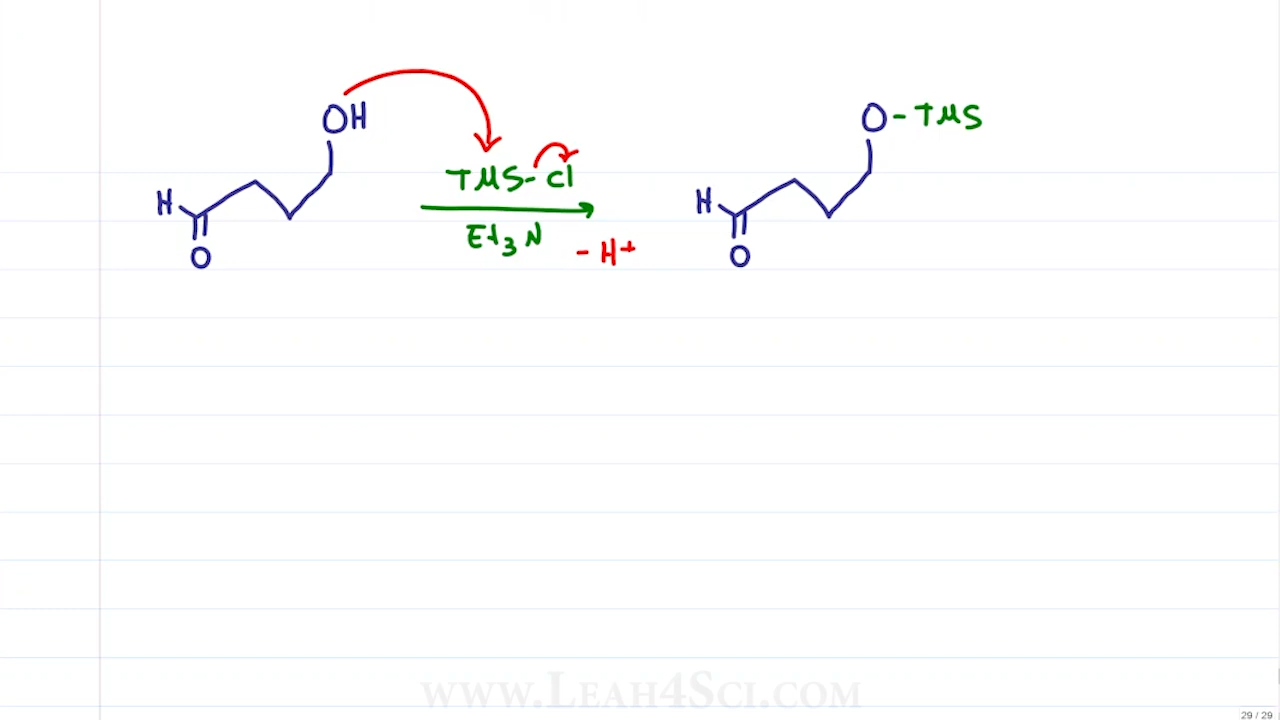 OH
O-TMS
TMS-Cl
H
H
Et3N
-H+
O
O
www.Leah4Sci.com
29 / 29